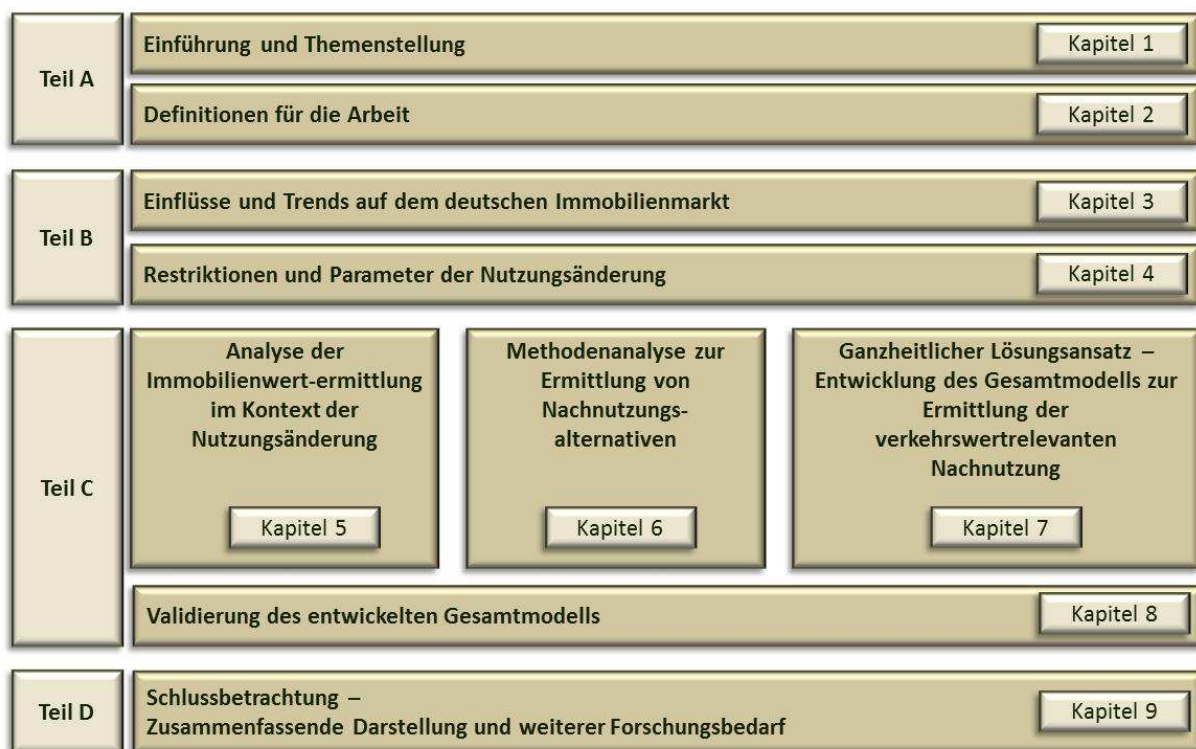 Teil A
Einführung und Themenstellung
Kapitel 1
Definitionen für die Arbeit
Kapitel 2
Teil B
Einflüsse und Trends auf dem deutschen Immobilienmarkt
Kapitel 3
Restriktionen und Parameter der Nutzungsänderung
Kapitel 4
Teil C
Analyse der
Immobilienwert-ermittlung
im Kontext der
Nutzungsänderung
Kapitel 5
Methodenanalyse zur
Ermittlung von
Nachnutzungs-
alternativen
Kapitel 6
Ganzheitlicher Lösungsansatz –
Entwicklung des Gesamtmodells zur
Ermittlung der
verkehrswertrelevanten
Nachnutzung
Kapitel 7
Validierung des entwickelten Gesamtmodells
Kapitel 8
Teil D
Schlussbetrachtung –
Zusammenfassende Darstellung und weiterer Forschungsbedarf
Kapitel 9